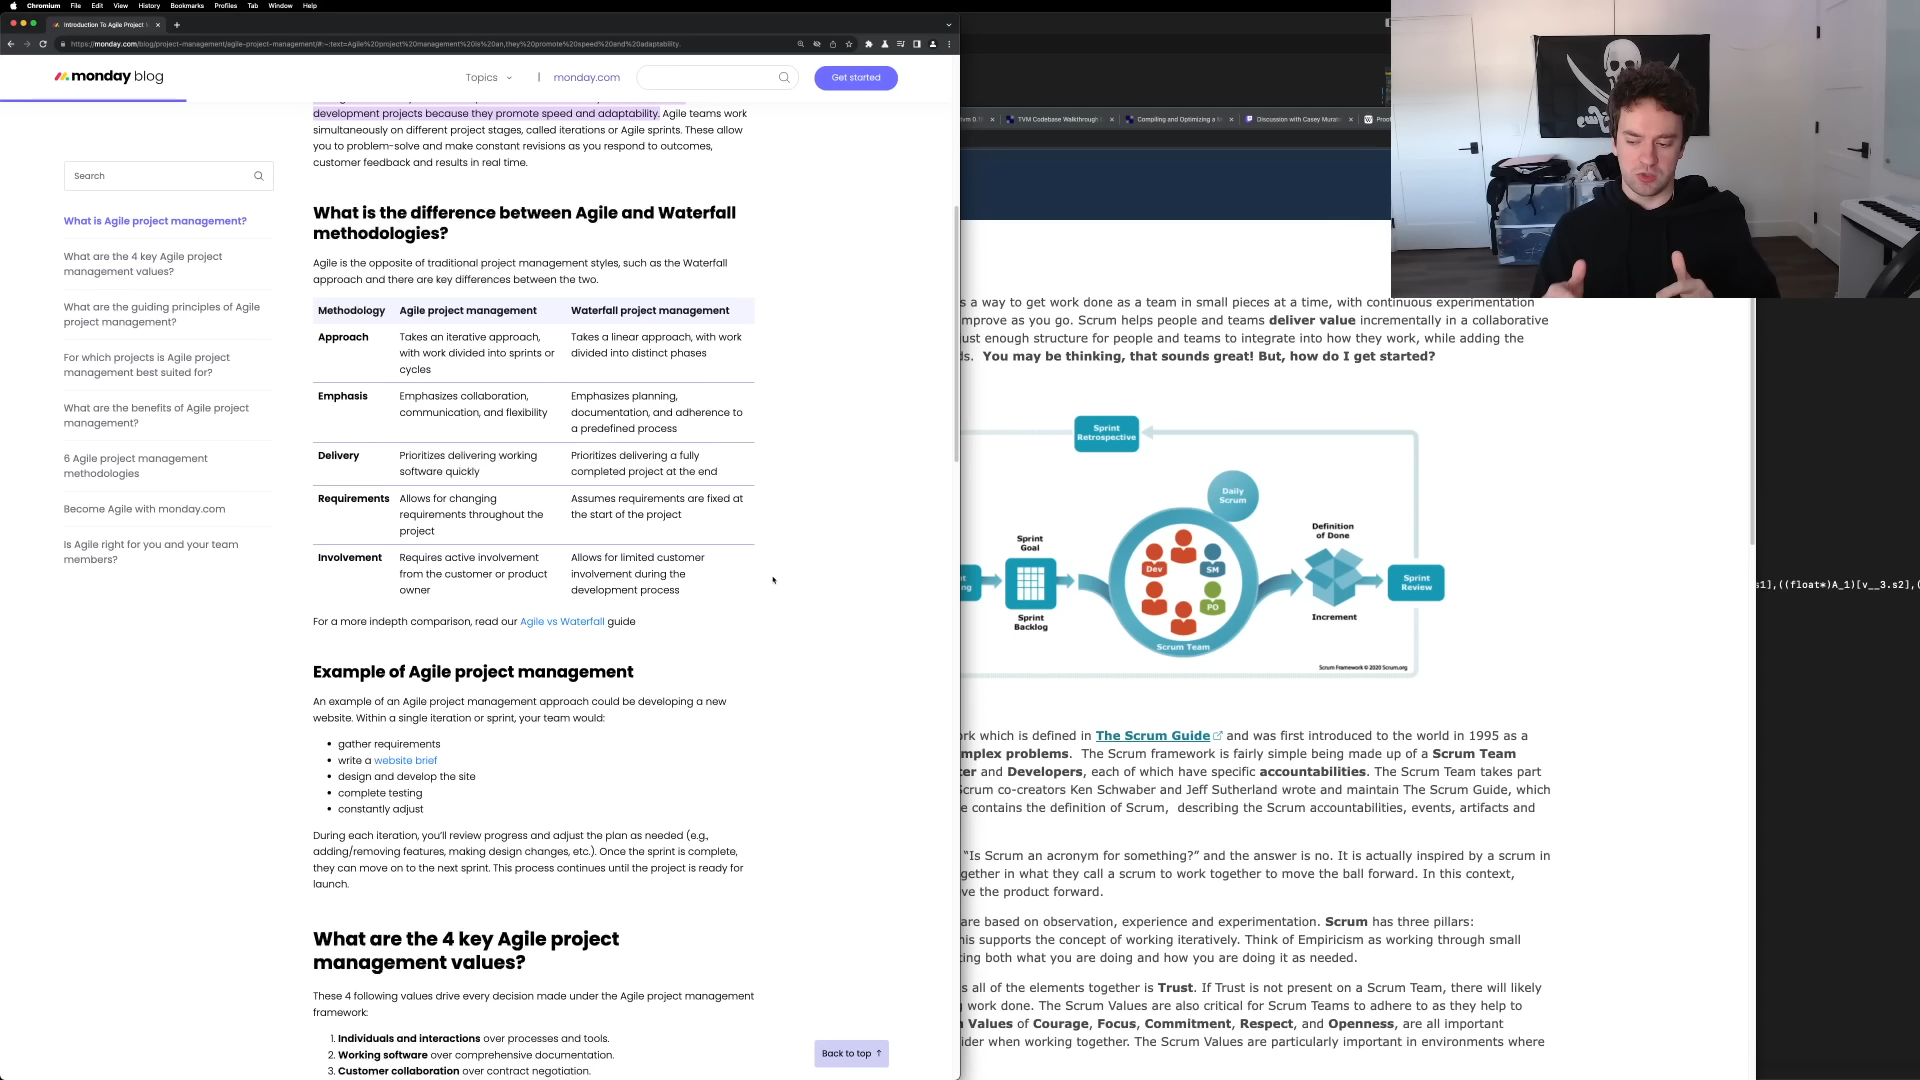 Chromium File Edit View History Bookmarks Profiles Tab Window Help
Introduction To Agile Project
https://monday.com/blog/project-management/agile-project-management/#:~:text=Agile%20project%20management%20is%20an,they%20promote%20speed%20and%20adaptability.
monday blog
Topics | monday.com
Get started
development projects because they promote speed and adaptability. Agile teams work
simultaneously on different project stages, called iterations or Agile sprints. These allow
you to problem-solve and make constant revisions as you respond to outcomes,
customer feedback and results in real time.
Search
What is Agile project management?
What are the 4 key Agile project
management values?
What are the guiding principles of Agile
project management?
For which projects is Agile project
management best suited for?
What are the benefits of Agile project
management?
6 Agile project management
methodologies
Become Agile with monday.com
Is Agile right for you and your team
members?
What is the difference between Agile and Waterfall
methodologies?
Agile is the opposite of traditional project management styles, such as the Waterfall
approach and there are key differences between the two.
Methodology Agile project management Waterfall project management
Approach Takes an iterative approach, Takes a linear approach, with work
with work divided into sprints or divided into distinct phases
cycles
Emphasis Emphasizes collaboration, Emphasizes planning,
communication, and flexibility documentation, and adherence to
a predefined process
Delivery Prioritizes delivering working Prioritizes delivering a fully
software quickly completed project at the end
Requirements Allows for changing Assumes requirements are fixed at
requirements throughout the the start of the project
project
Involvement Requires active involvement Allows for limited customer
from the customer or product involvement during the
owner development process
For a more indepth comparison, read our Agile vs Waterfall guide
Example of Agile project management
An example of an Agile project management approach could be developing a new
website. Within a single iteration or sprint, your team would:
• gather requirements
• write a website brief
• design and develop the site
• complete testing
• constantly adjust
During each iteration, you'll review progress and adjust the plan as needed (e.g.,
adding/removing features, making design changes, etc.). Once the sprint is complete,
they can move on to the next sprint. This process continues until the project is ready for
launch.
What are the 4 key Agile project
management values?
These 4 following values drive every decision made under the Agile project management
framework:
1. Individuals and interactions over processes and tools.
2. Working software over comprehensive documentation.
3. Customer collaboration over contract negotiation.
Back to top ↑
TVM Codebase Walkthrough
Compiling and Optimizing a M
Discussion with Casey Murat
Proof
s a way to get work done as a team in small pieces at a time, with continuous experimentation
mprove as you go. Scrum helps people and teams deliver value incrementally in a collaborative
ust enough structure for people and teams to integrate into how they work, while adding the
ds. You may be thinking, that sounds great! But, how do I get started?
Sprint
Retrospective
Daily
Scrum
Sprint
Goal
Sprint
Backlog
Dev
SM
PO
Scrum Team
Definition
of Done
Increment
Sprint
Review
Scrum Framework © 2020 Scrum.org
s1],((float*)A_1)[v__3.s2],(
ork which is defined in The Scrum Guide and was first introduced to the world in 1995 as a
mplex problems. The Scrum framework is fairly simple being made up of a Scrum Team
ter and Developers, each of which have specific accountabilities. The Scrum Team takes part
Scrum co-creators Ken Schwaber and Jeff Sutherland wrote and maintain The Scrum Guide, which
e contains the definition of Scrum, describing the Scrum accountabilities, events, artifacts and
"Is Scrum an acronym for something?" and the answer is no. It is actually inspired by a scrum in
gether in what they call a scrum to work together to move the ball forward. In this context,
ve the product forward.
are based on observation, experience and experimentation. Scrum has three pillars:
his supports the concept of working iteratively. Think of Empiricism as working through small
ting both what you are doing and how you are doing it as needed.
s all of the elements together is Trust. If Trust is not present on a Scrum Team, there will likely
g work done. The Scrum Values are also critical for Scrum Teams to adhere to as they help to
n Values of Courage, Focus, Commitment, Respect, and Openness, are all important
ider when working together. The Scrum Values are particularly important in environments where